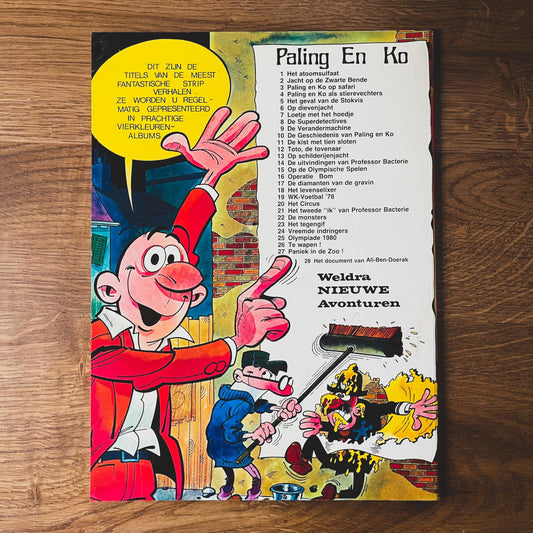 DIT ZIJN DE
TITELS VAN DE MEEST
FANTASTISCHE STRIP
VERHALEN.
ZE WORDEN U REGEL-
MATIG GEPRESENTEERD
IN PRACHTIGE
VIERKLEUREN-
ALBUMS
Paling En Ko
1 Het atoomsulfaat
2 Jacht op de Zwarte Bende
3 Paling en Ko op safari
4 Paling en Ko als stierevechters
5 Het geval van de Stokvis
6 Op dievenjacht
7 Loetje met het hoedje
8 De Superdetectives
9 De Verandermachine
10 De Geschiedenis van Paling en Ko
11 De kist met tien sloten
12 Toto, de tovenaar
13 Op schilderijenjacht
14 De uitvindingen van Professor Bacterie
15 Op de Olympische Spelen
16 Operatie Bom
17 De diamanten van de gravin
18 Het levenselixer
19 WK-Voetbal '78
20 Het Circus
21 Het tweede "ik" van Professor Bacterie
22 De monsters
23 Het tegengif
24 Vreemde indringers
25 Olympiade 1980
26 Te wapen !
27 Paniek in de Zoo !
28 Het document van Ali-Ben-Doerak
Weldra
NIEUWE
Avonturen